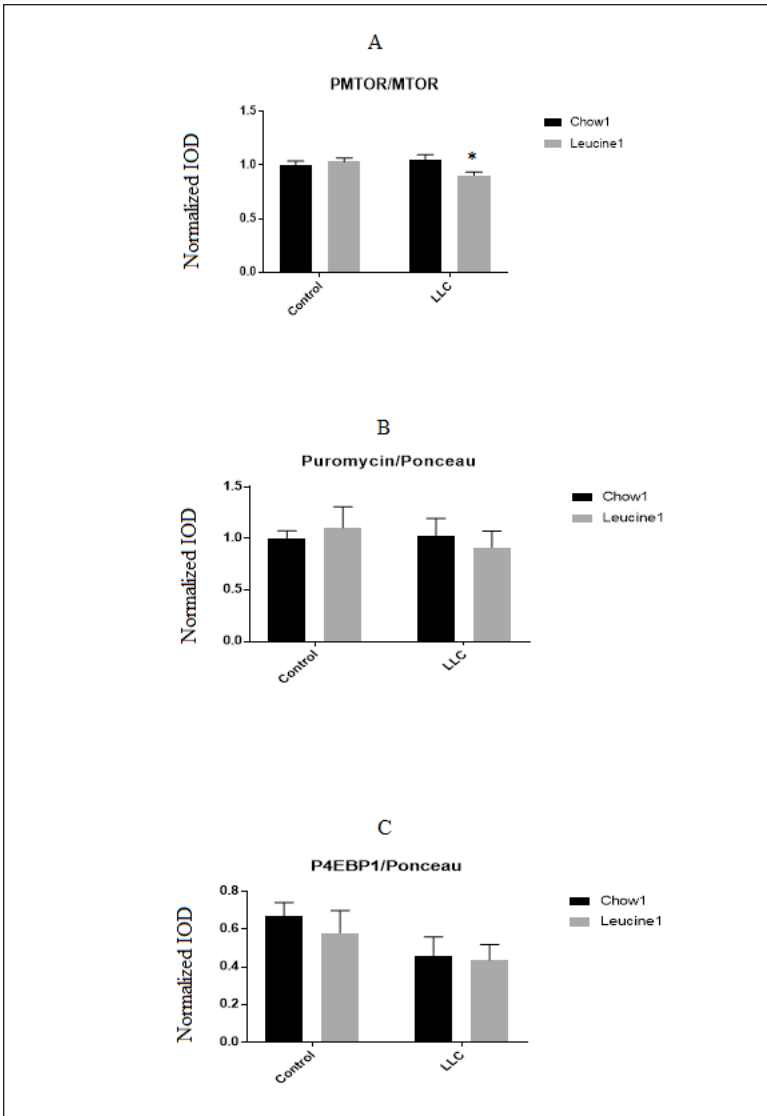 A
PMTOR/MTOR
Normalized IOD
1.5
1.0
0.5
0.0
*
Control
LLC
Chow1
Leucine1
B
Puromycin/Ponceau
Normalized IOD
1.5
1.0
0.5
0.0
Control
LLC
Chow1
Leucine1
C
P4EBP1/Ponceau
Normalized IOD
0.8
0.6
0.4
0.2
0.0
Control
LLC
Chow1
Leucine1